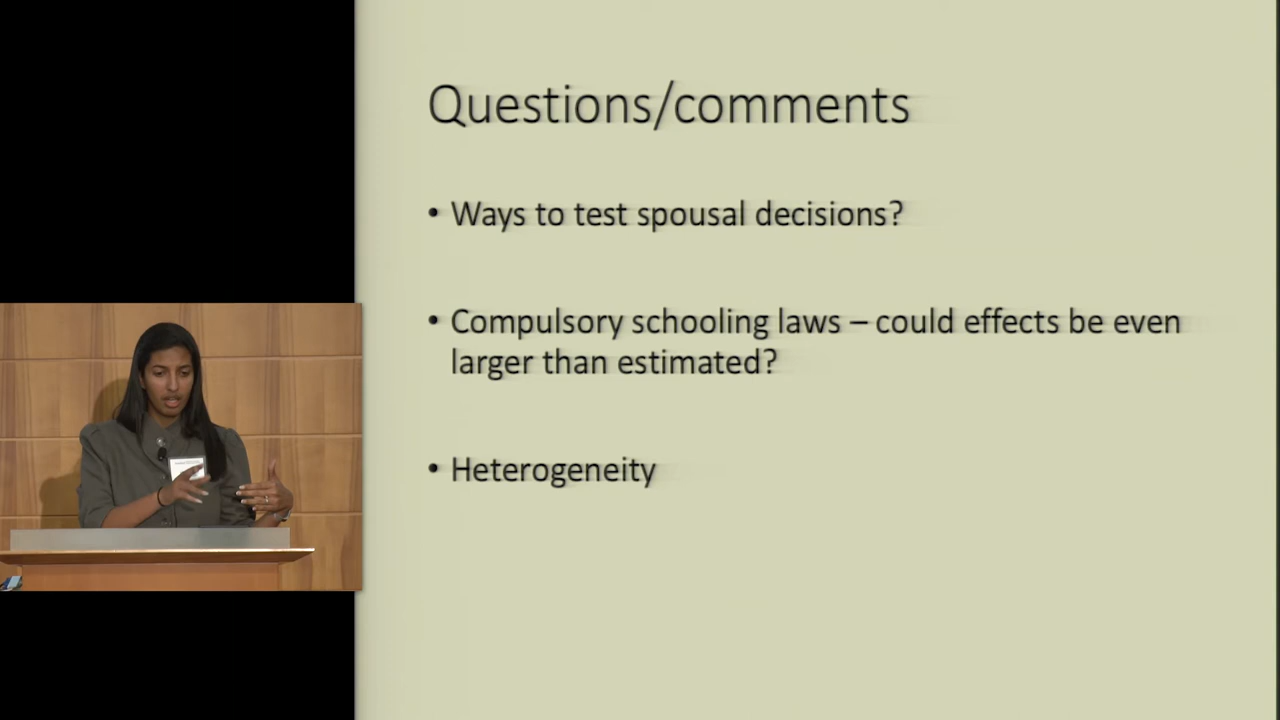 Questions/comments
• Ways to test spousal decisions?
• Compulsory schooling laws – could effects be even
larger than estimated?
• Heterogeneity